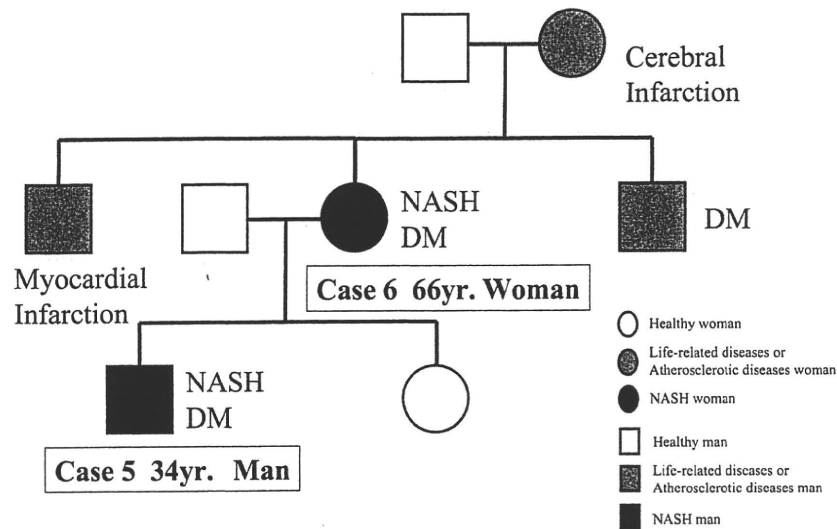 Cerebral
Infarction
NASH
DM
DM
Myocardial
Infarction
Case 6 66yr. Woman
NASH
DM
Case 5 34yr. Man
Healthy woman
Life-related diseases or
Atherosclerotic diseases woman
NASH woman
Healthy man
Life-related diseases or
Atherosclerotic diseases man
NASH man